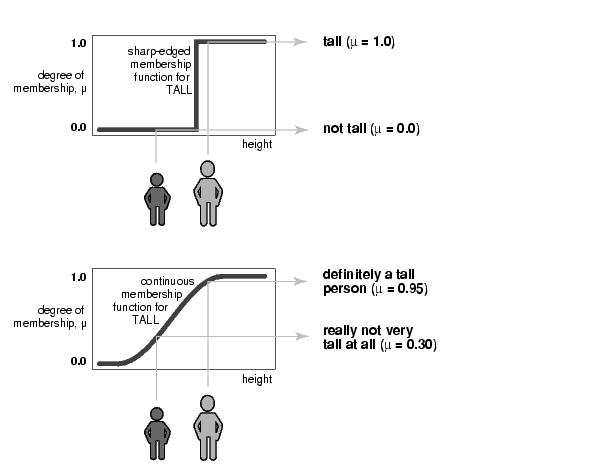 1.0
sharp-edged
membership
function for
TALL
degree of
membership, μ
0.0
height
tall (μ = 1.0)
not tall (μ = 0.0)
1.0
continuous
membership
function for
TALL
degree of
membership, μ
0.0
height
definitely a tall
person (μ = 0.95)
really not very
tall at all (μ = 0.30)